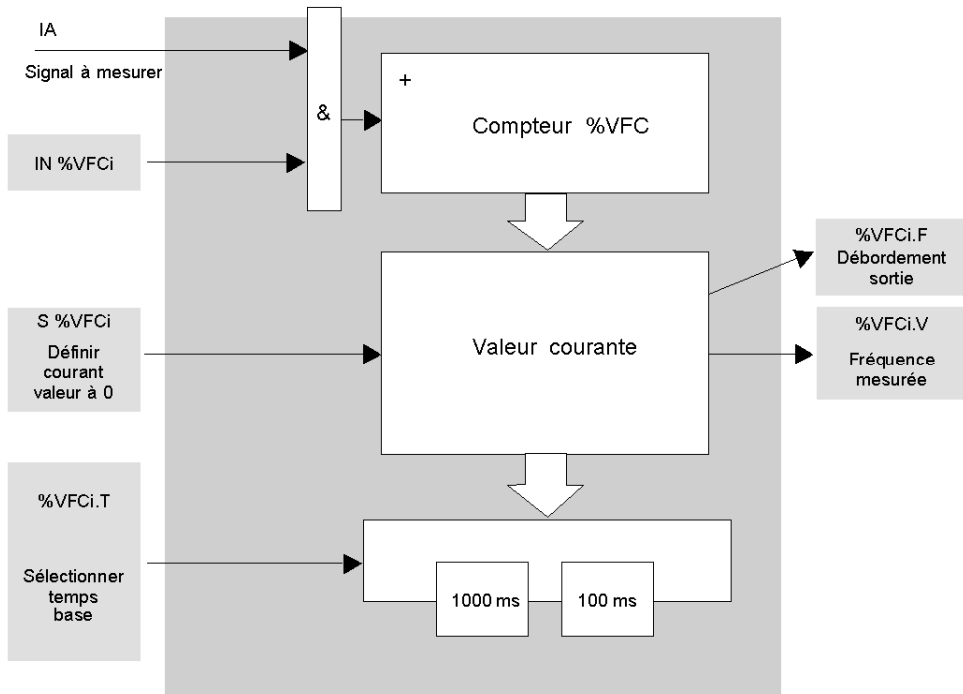 IA
Signal à mesurer
IN %VFCi
&
+
Compteur %VFC
%VFCi.F
Débordement
sortie
S %VFCi
Définir
courant
valeur à 0
Valeur courante
%VFCi.V
Fréquence
mesurée
%VFCi.T
Sélectionner
temps
base
1000 ms
100 ms